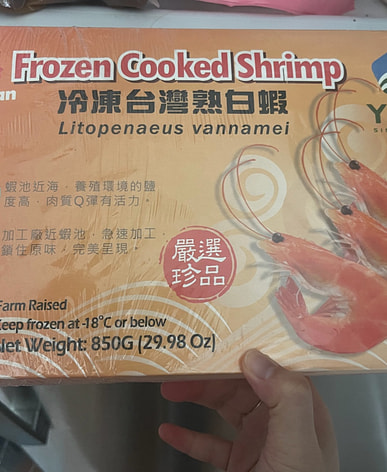 Frozen Cooked Shrimp
an
冷凍台灣熟白蝦
Litopenaeus vannamei
蝦池近海、養殖環境的鹽
度高、肉質Q彈有活力。
加工廠近蝦池,急速加工,
鎖住原味,完美呈現。
嚴選
珍品
Farm Raised
Keep frozen at -18°C or below
Net Weight: 850G (29.98 Oz)